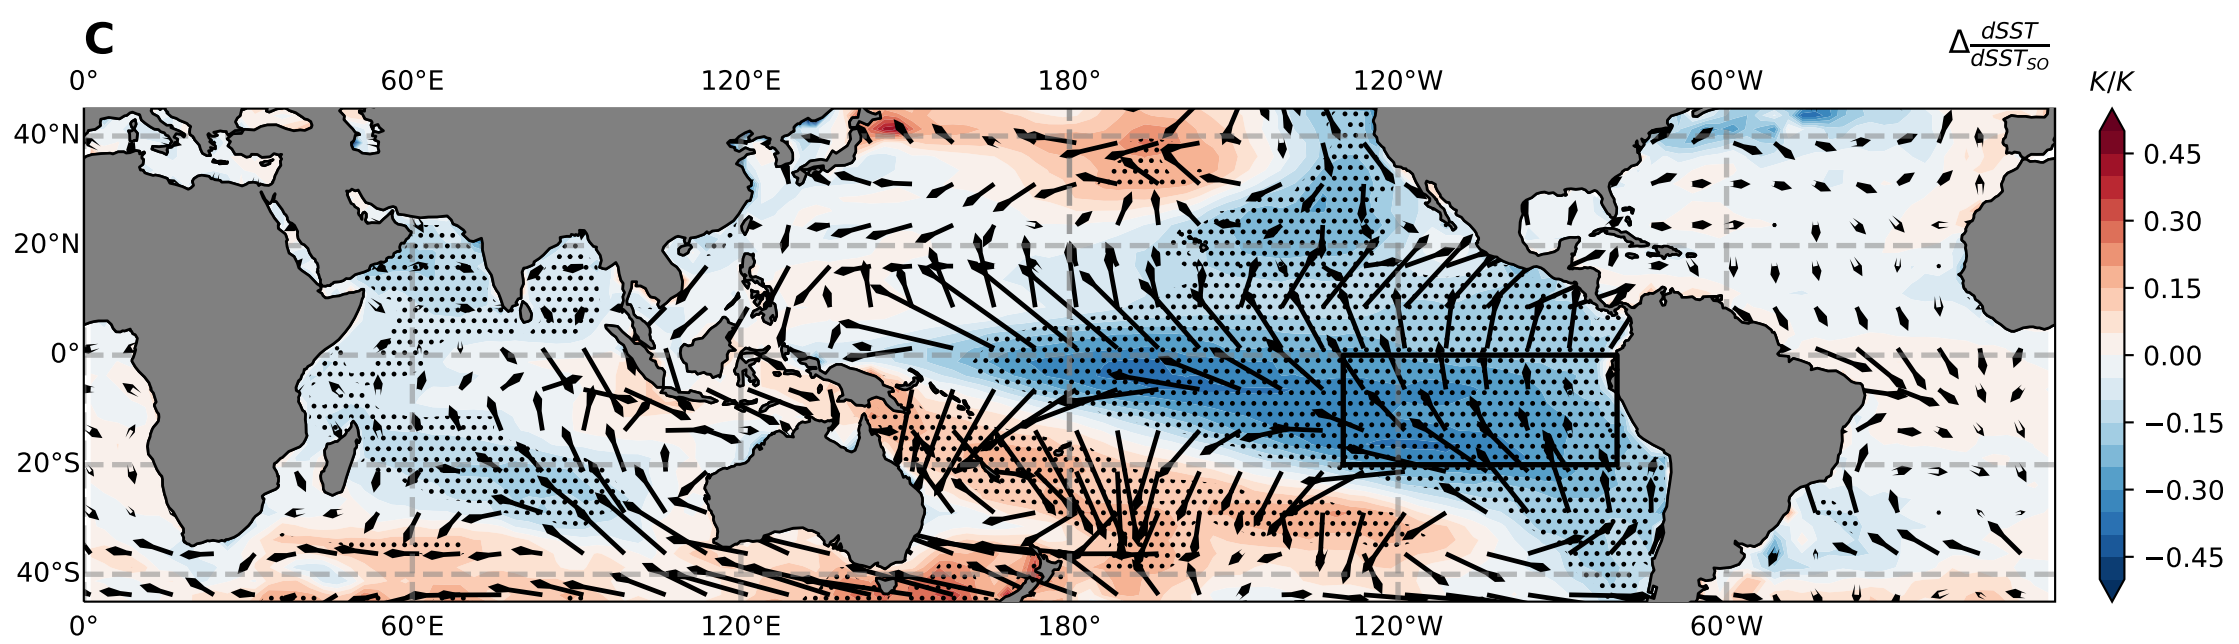 C
Δ dSST/dSST_SO
0° 60°E 120°E 180° 120°W 60°W
K/K
40°N
20°N
0°
20°S
40°S
0° 60°E 120°E 180° 120°W 60°W
0.45
0.30
0.15
0.00
−0.15
−0.30
−0.45